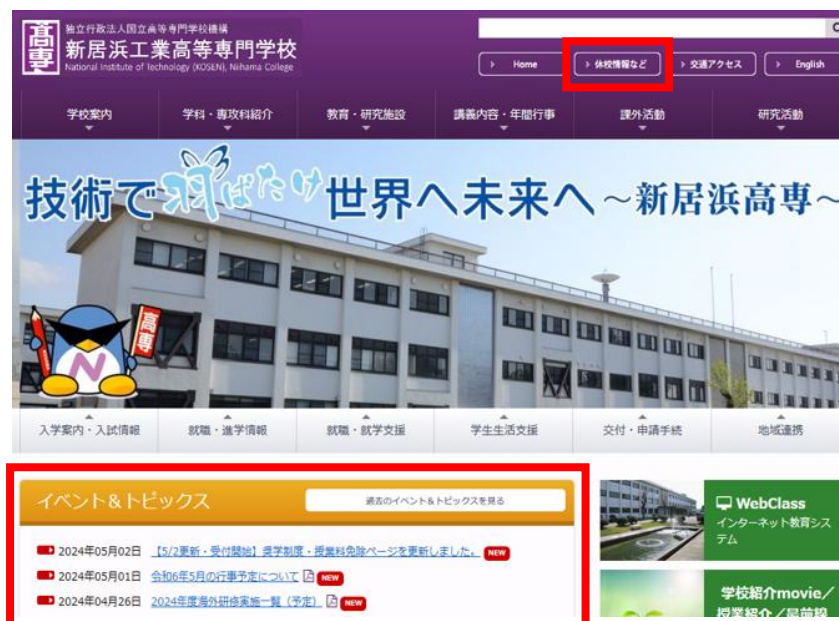 独立行政法人国立高等専門学校機構
新居浜工業高等専門学校
National Institute of Technology (KOSEN), Niihama College
高専
Home
休校情報など
交通アクセス
English
学校案内
学科・専攻科紹介
教育・研究施設
講義内容・年間行事
課外活動
研究活動
技術で羽ばたけ世界へ未来へ～新居浜高専～
高専
N
入学案内・入試情報
就職・進学情報
就職・就学支援
学生生活支援
交付・申請手続
地域連携
イベント&トピックス
過去のイベント&トピックスを見る
2024年05月02日 【5/2更新・受付開始】奨学制度・授業料免除ページを更新しました。 NEW
2024年05月01日 令和6年5月の行事予定について NEW
2024年04月26日 2024年度海外研修実施一覧（予定） NEW
WebClass
インターネット教育シス
テム
学校紹介movie／